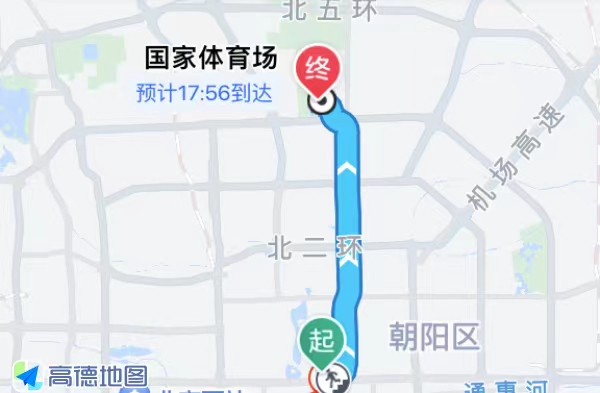 北五环
国家体育场
终
预计17:56到达
机场高速
北二环
起
朝阳区
高德地图
通惠河